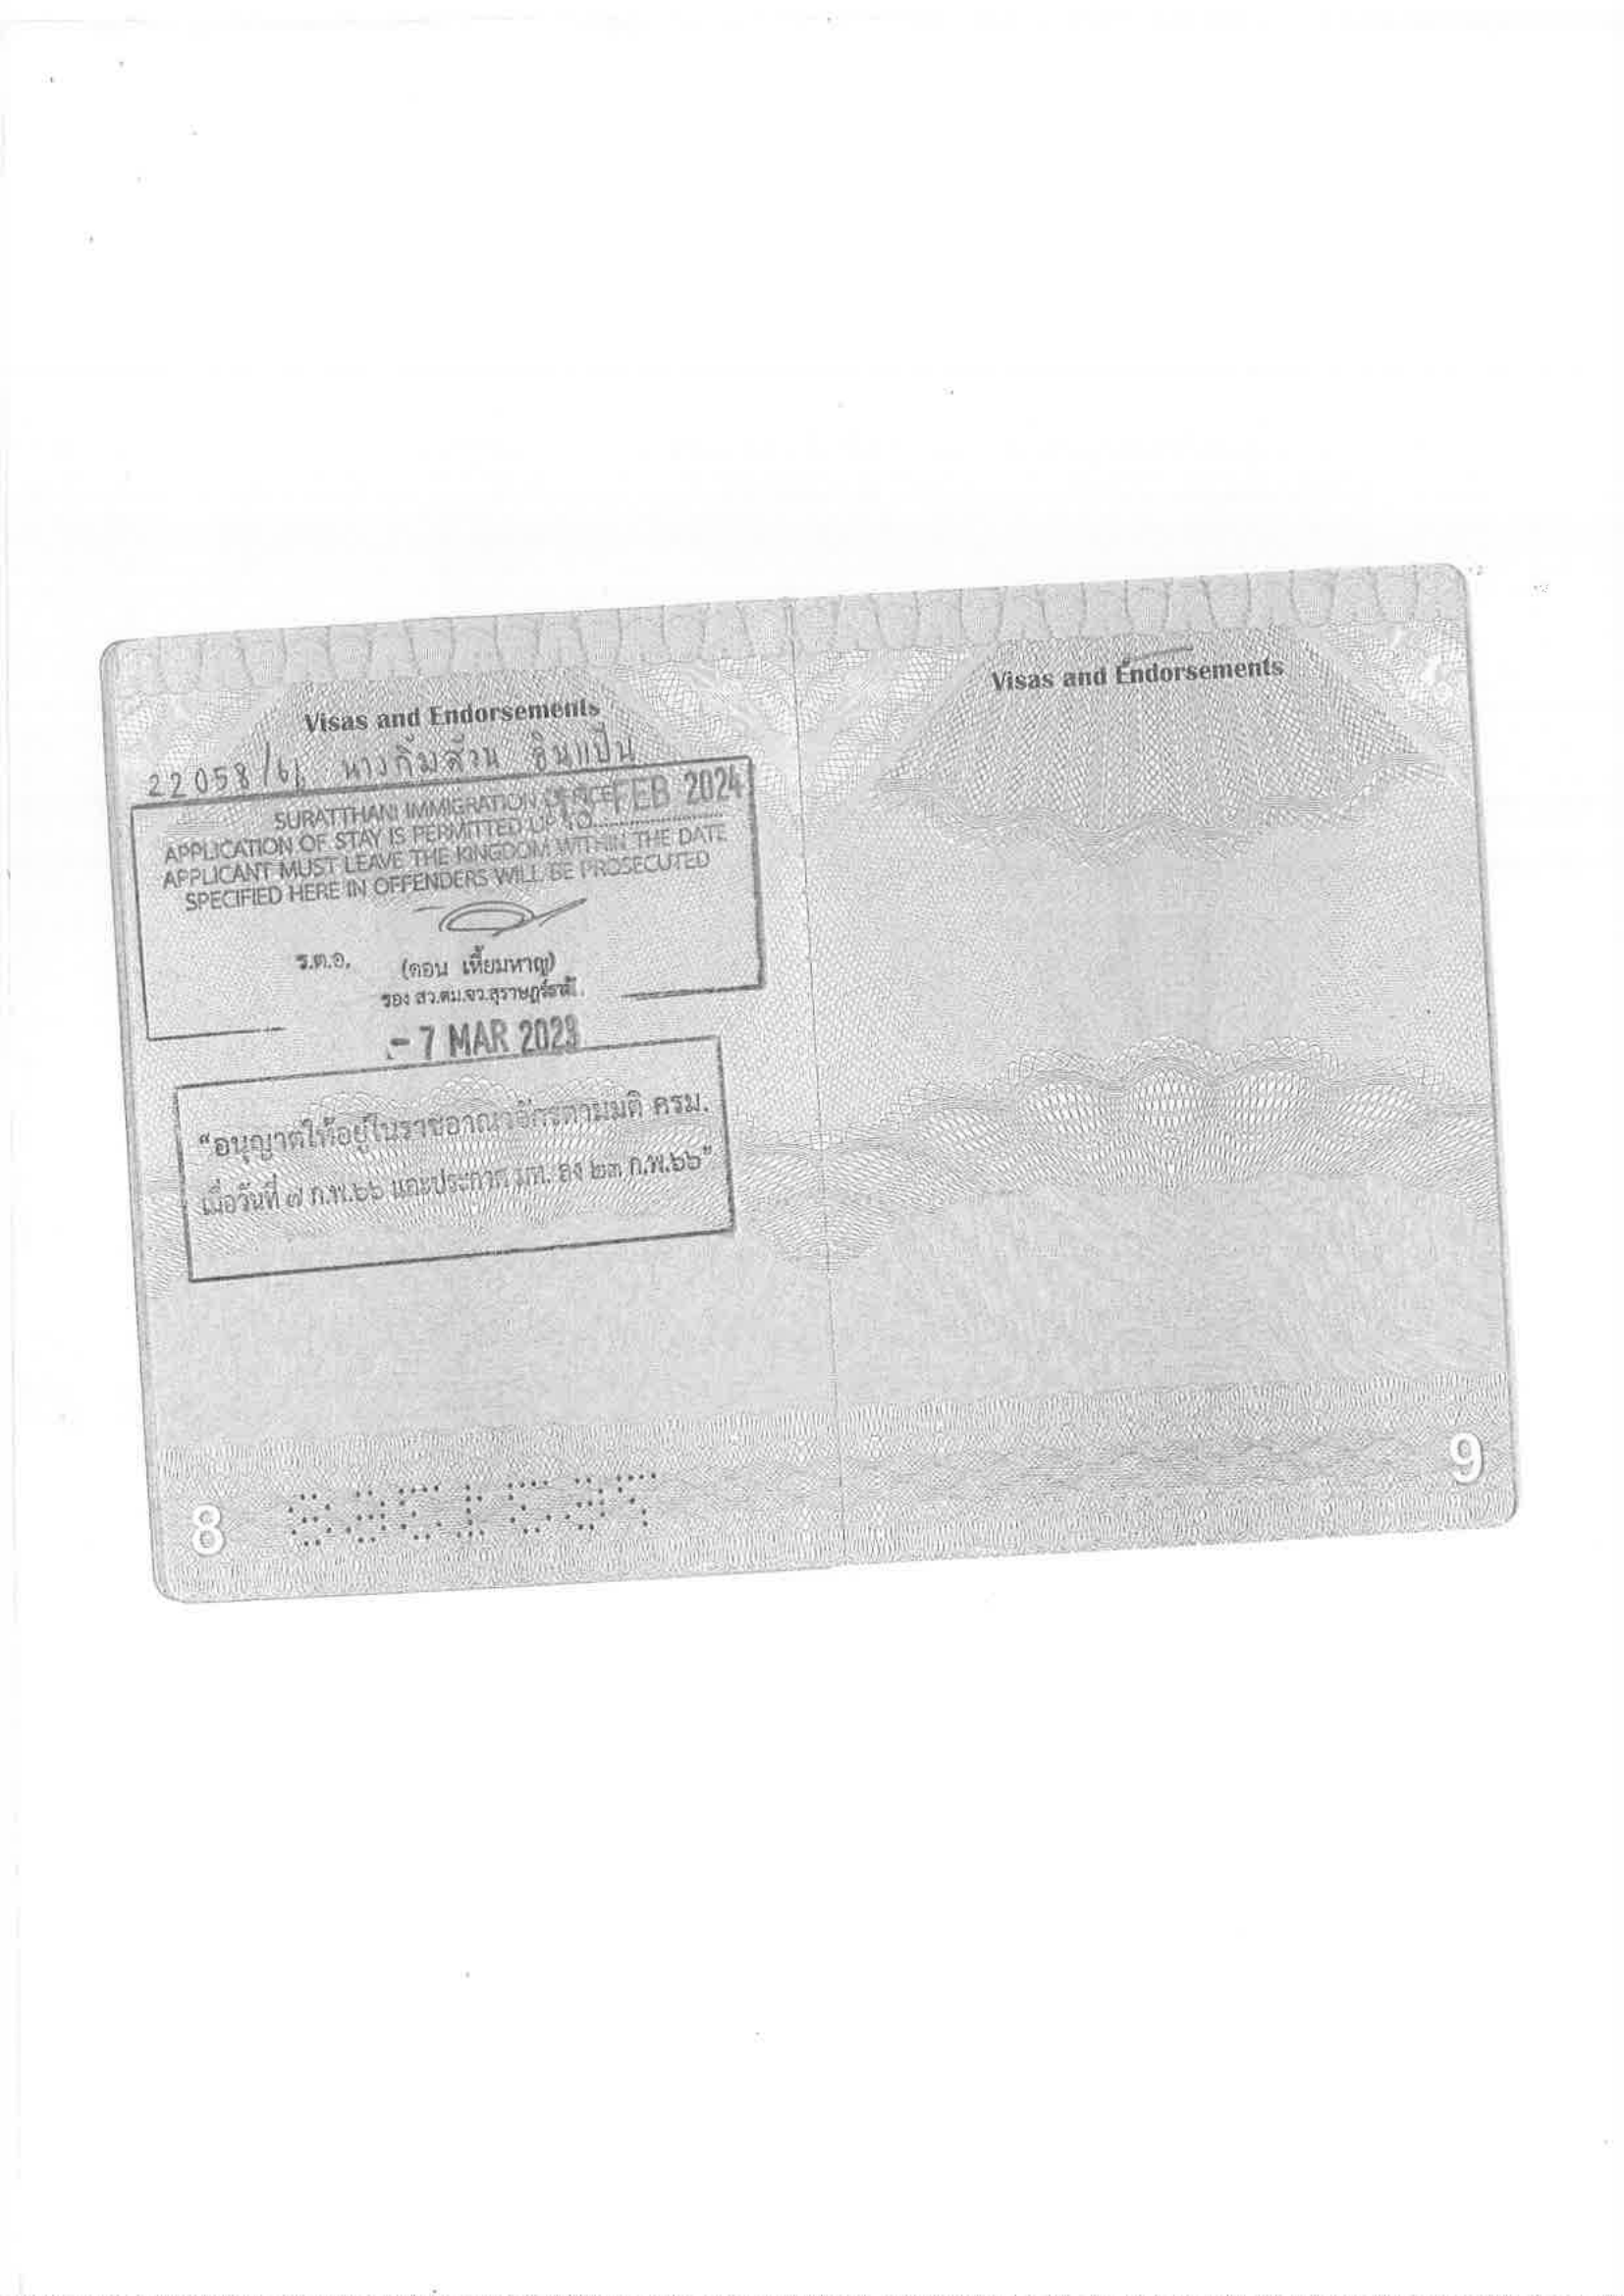 Visas and Endorsements
22058/61 นางกิ้มส้วน อินแป้น
SURATTHANI IMMIGRATION OFFICE
APPLICATION OF STAY IS PERMITTED UP TO FEB 2024
APPLICANT MUST LEAVE THE KINGDOM WITHIN THE DATE
SPECIFIED HERE IN OFFENDERS WILL BE PROSECUTED
ร.ต.อ. (ดอน เหี้ยมหาญ)
รอง สว.ตม.จว.สุราษฎร์ธานี
- 7 MAR 2023
"อนุญาตให้อยู่ในราชอาณาจักรตามมติ ครม.
เมื่อวันที่ ๗ ก.พ.๖๖ และประกาศ มท. ลง ๒๓ ก.พ.๖๖"
8
Visas and Endorsements
9